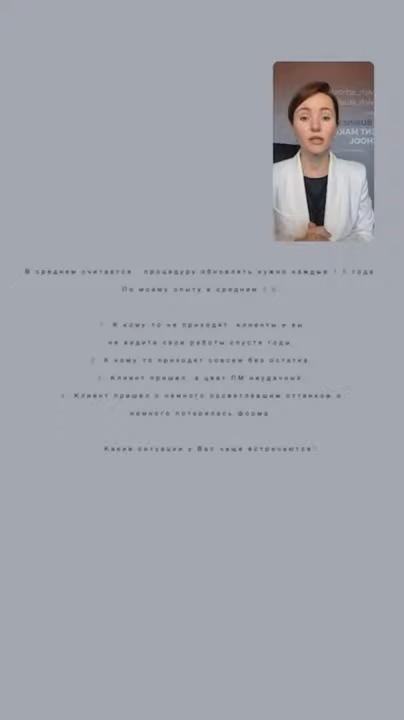 В среднем считается процедуру обновлять нужно каждые года
По моему опыту в среднем
К кому то не приходят клиенты и вы
не видите свои работы спустя годы
К кому то приходят совсем без остатка
Клиент пришел а цвет ПМ неудачный
Клиент пришел с немного посветлевшим оттенком и
немного потерялась форма
Какие ситуации у Вас чаще встречаются?